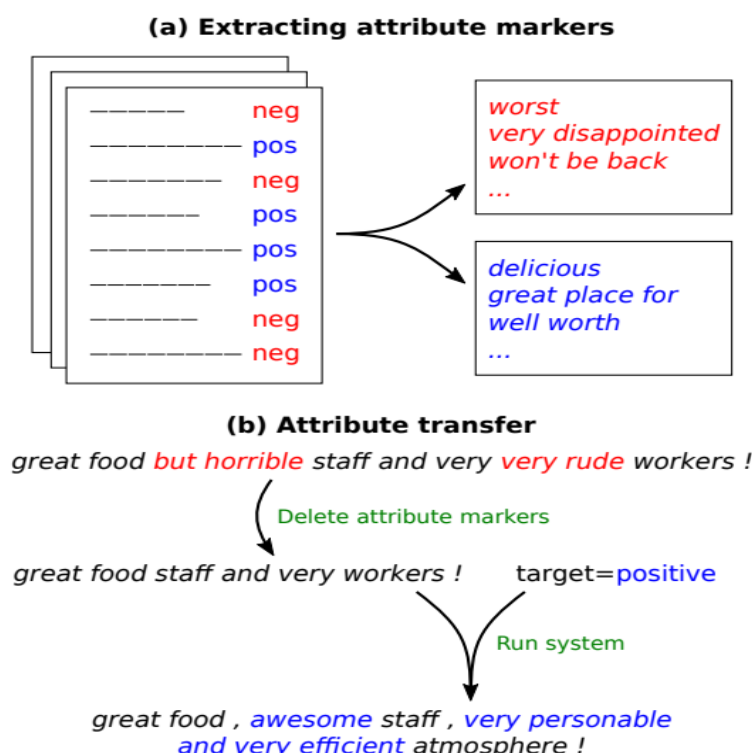 (a) Extracting attribute markers
neg
pos
neg
pos
pos
pos
neg
neg
worst
very disappointed
won't be back
...
delicious
great place for
well worth
...
(b) Attribute transfer
great food but horrible staff and very very rude workers !
Delete attribute markers
great food staff and very workers !
target=positive
Run system
great food , awesome staff , very personable
and very efficient atmosphere !